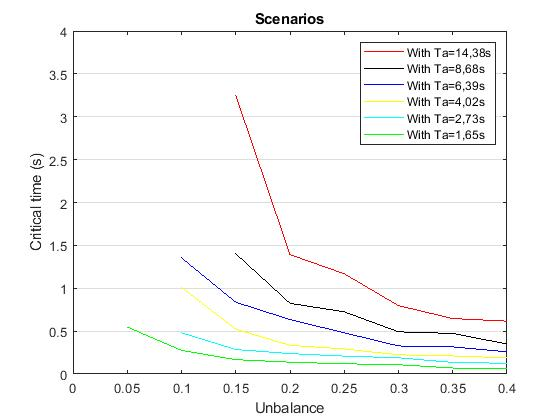 Scenarios
With Ta=14,38s
With Ta=8,68s
With Ta=6,39s
With Ta=4,02s
With Ta=2,73s
With Ta=1,65s
Critical time (s)
4
3.5
3
2.5
2
1.5
1
0.5
0
0 0.05 0.1 0.15 0.2 0.25 0.3 0.35 0.4
Unbalance